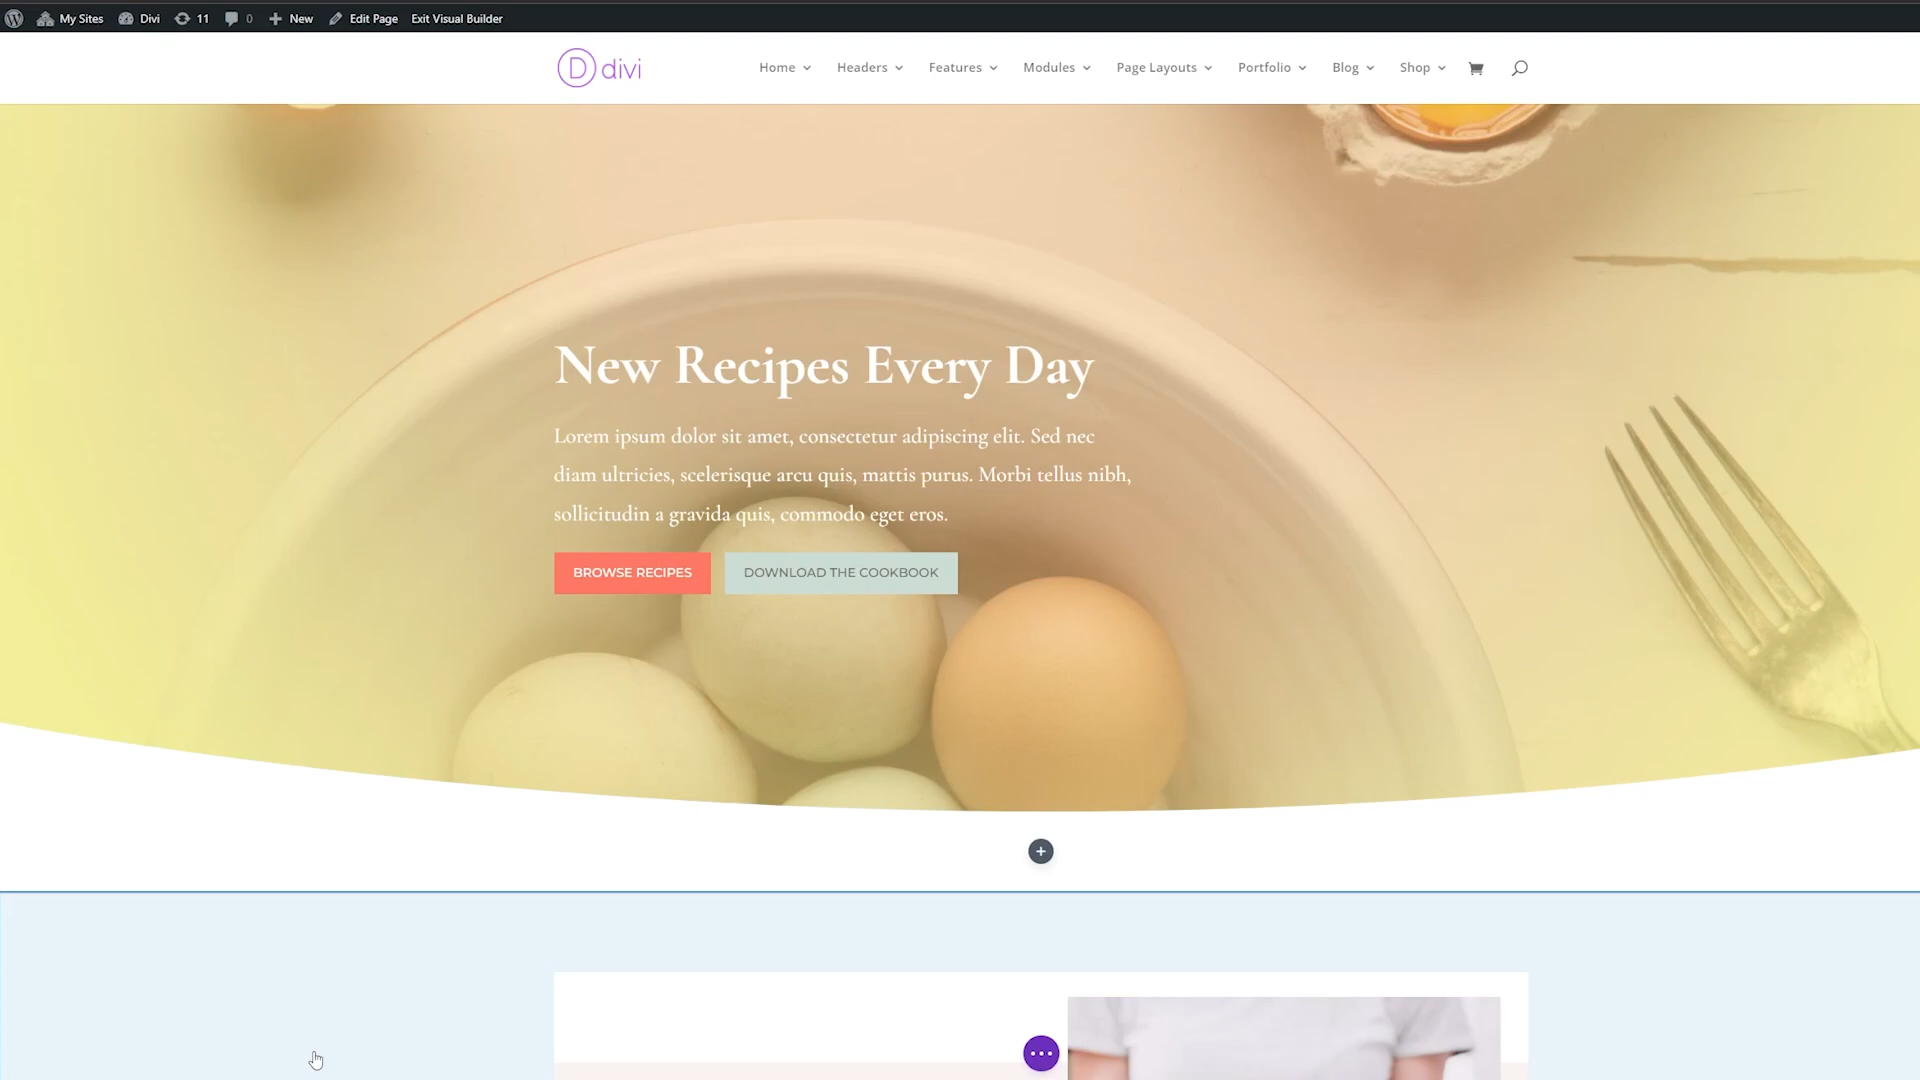 My Sites Divi 11 0 New Edit Page Exit Visual Builder
D divi Home Headers Features Modules Page Layouts Portfolio Blog Shop
New Recipes Every Day
Lorem ipsum dolor sit amet, consectetur adipiscing elit. Sed nec
diam ultricies, scelerisque arcu quis, mattis purus. Morbi tellus nibh,
sollicitudin a gravida quis, commodo eget eros.
BROWSE RECIPES DOWNLOAD THE COOKBOOK